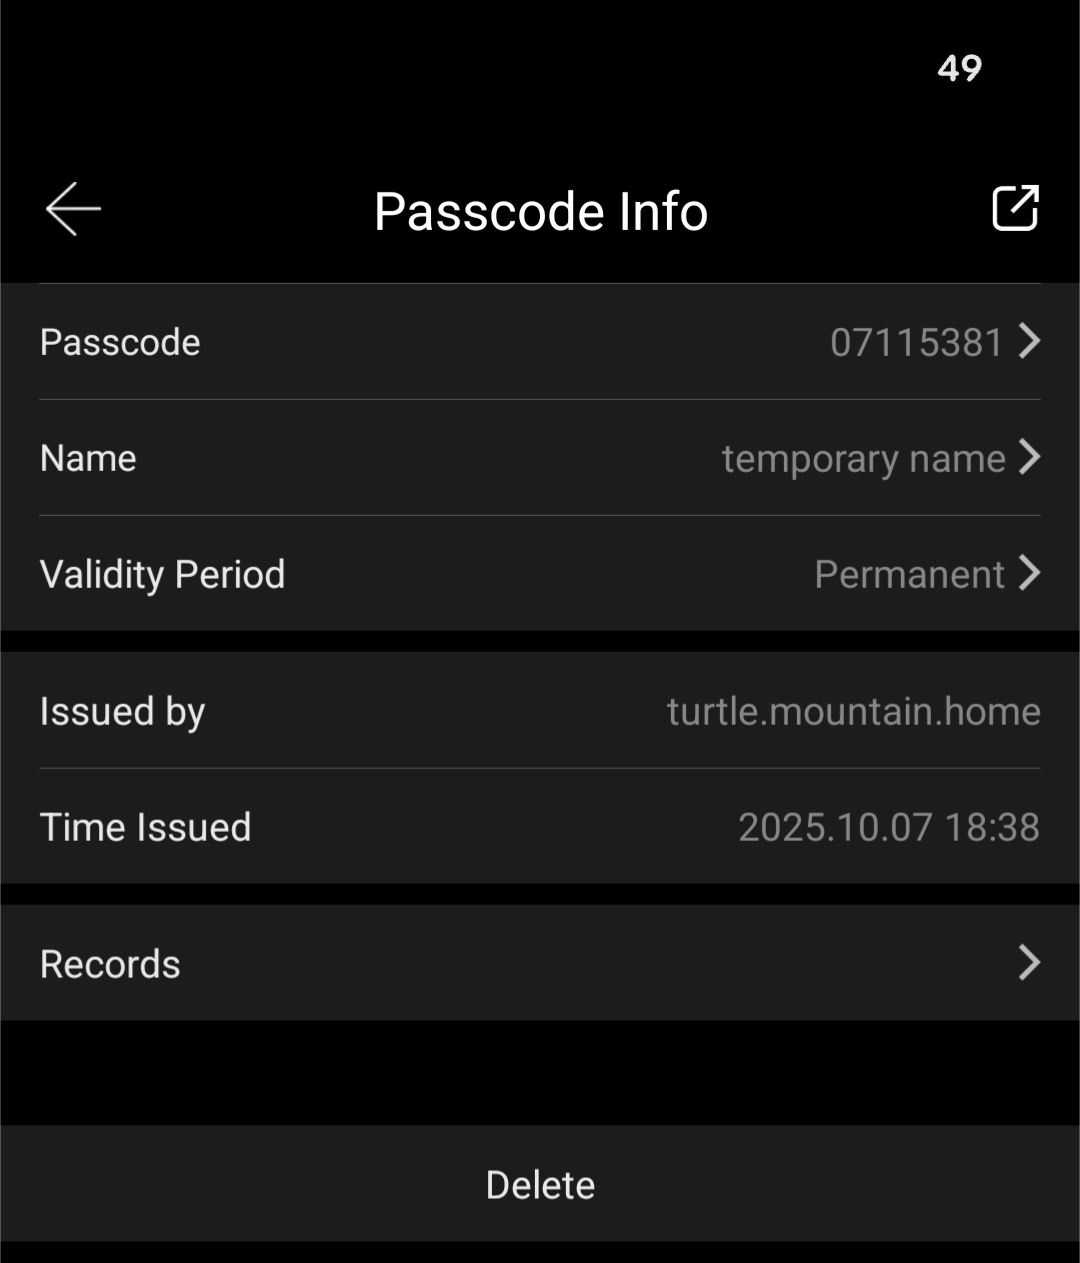 49
Passcode Info
Passcode 07115381
Name temporary name
Validity Period Permanent
Issued by turtle.mountain.home
Time Issued 2025.10.07 18:38
Records
Delete